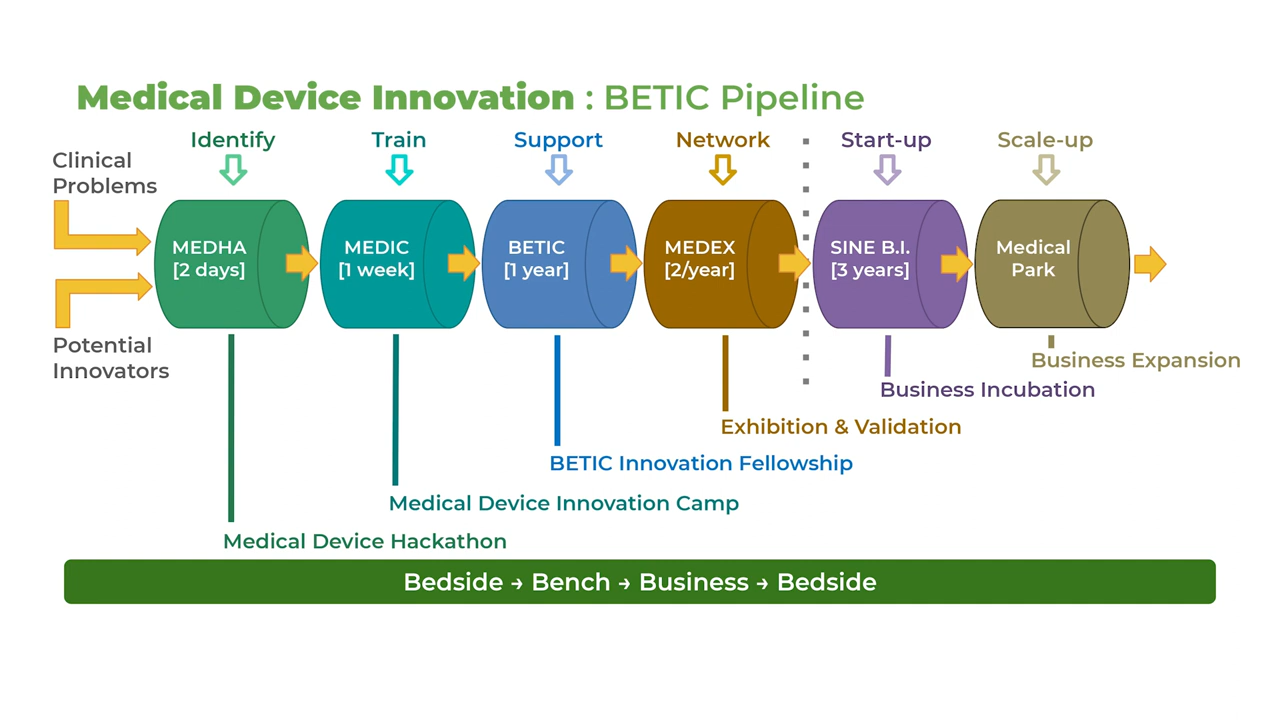 Medical Device Innovation : BETIC Pipeline
Identify
Train
Support
Network
Start-up
Scale-up
Clinical
Problems
MEDHA
[2 days]
MEDIC
[1 week]
BETIC
[1 year]
MEDEX
[2/year]
SINE B.I.
[3 years]
Medical
Park
Potential
Innovators
Business Expansion
Business Incubation
Exhibition & Validation
BETIC Innovation Fellowship
Medical Device Innovation Camp
Medical Device Hackathon
Bedside → Bench → Business → Bedside